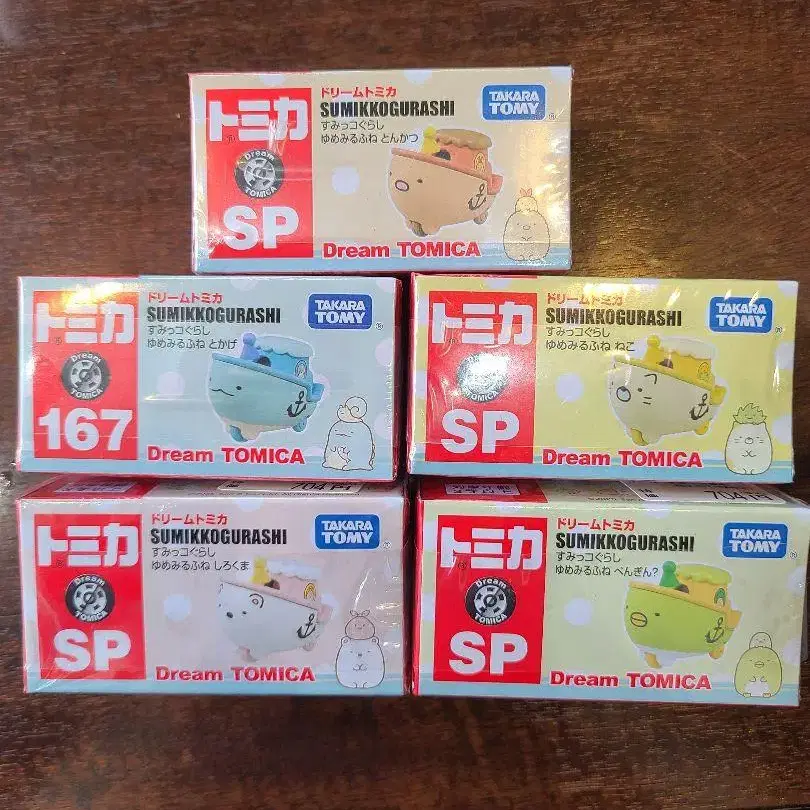 トミカ
Dream
TOMICA
SP
ドリームトミカ
SUMIKKOGURASHI
すみっコぐらし
ゆめみるふね とんかつ
TAKARA
TOMY
Dream TOMICA
トミカ
Dream
TOMICA
167
ドリームトミカ
SUMIKKOGURASHI
すみっコぐらし
ゆめみるふね とかげ
TAKARA
TOMY
Dream TOMICA
トミカ
Dream
TOMICA
SP
ドリームトミカ
SUMIKKOGURASHI
すみっコぐらし
ゆめみるふね ねこ
TAKARA
TOMY
Dream TOMICA
704
トミカ
Dream
TOMICA
SP
ドリームトミカ
SUMIKKOGURASHI
すみっコぐらし
ゆめみるふね しろくま
TAKARA
TOMY
Dream TOMICA
704
トミカ
Dream
TOMICA
SP
ドリームトミカ
SUMIKKOGURASHI
すみっコぐらし
ゆめみるふね ぺんぎん?
TAKARA
TOMY
Dream TOMICA